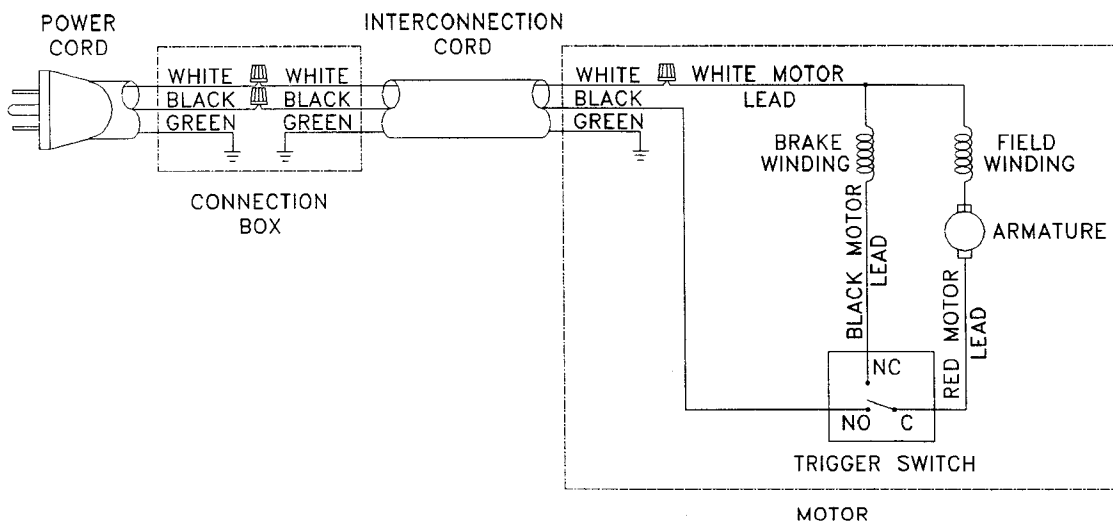 POWER
CORD
INTERCONNECTION
CORD
WHITE
WHITE
BLACK
BLACK
GREEN
GREEN
CONNECTION
BOX
WHITE
BLACK
GREEN
WHITE MOTOR
LEAD
BRAKE
WINDING
FIELD
WINDING
ARMATURE
BLACK MOTOR
LEAD
RED MOTOR
LEAD
NC
NO
C
TRIGGER SWITCH
MOTOR